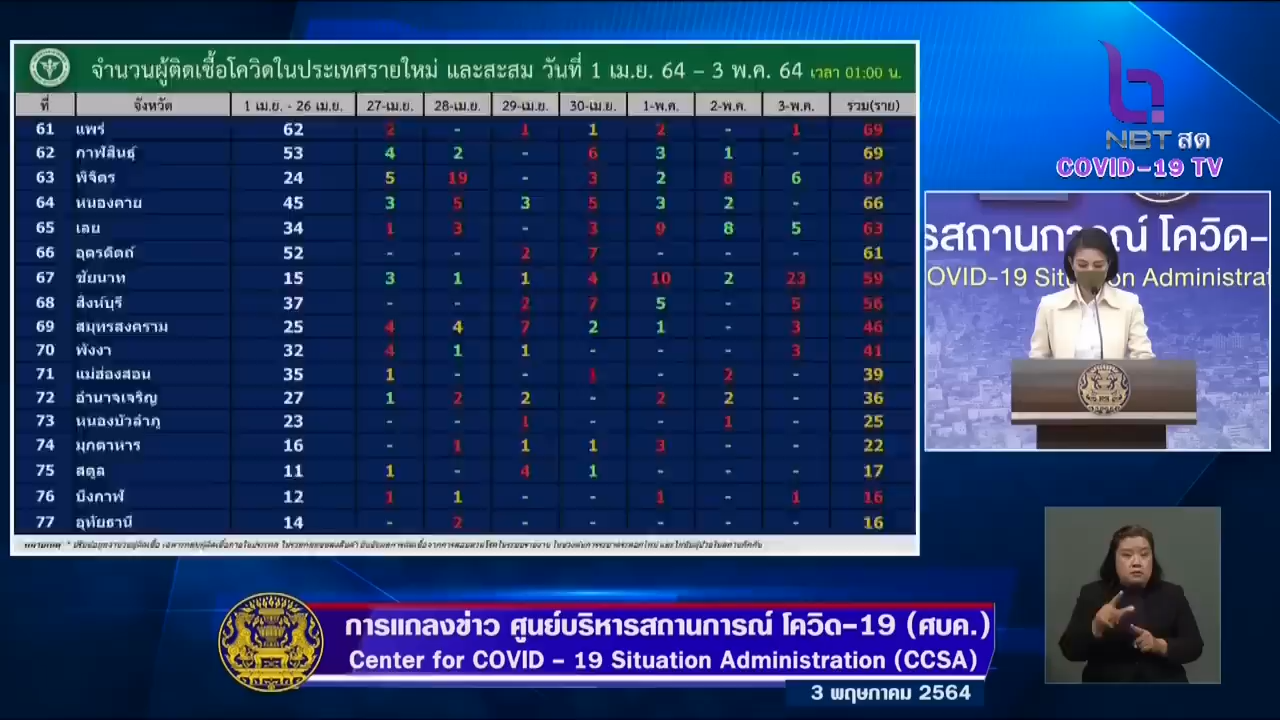 จำนวนผู้ติดเชื้อโควิดในประเทศรายใหม่ และสะสม วันที่ 1 เม.ย. 64 – 3 พ.ค. 64 เวลา 01:00 น.
ที่ จังหวัด 1 เม.ย. - 26 เม.ย. 27-เม.ย. 28-เม.ย. 29-เม.ย. 30-เม.ย. 1-พ.ค. 2-พ.ค. 3-พ.ค. รวม(ราย)
61 แพร่ 62 2 - 1 1 2 - 1 69
62 กาฬสินธุ์ 53 4 2 - 6 3 1 - 69
63 พิจิตร 24 5 19 - 3 2 8 6 67
64 หนองคาย 45 3 5 3 5 3 2 - 66
65 เลย 34 1 3 - 3 9 8 5 63
66 อุตรดิตถ์ 52 - - 2 7 - - - 61
67 ชัยนาท 15 3 1 1 4 10 2 23 59
68 สิงห์บุรี 37 - - 2 7 5 - 5 56
69 สมุทรสงคราม 25 4 4 7 2 1 - 3 46
70 พังงา 32 4 1 1 - - - 3 41
71 แม่ฮ่องสอน 35 1 - - 1 - 2 - 39
72 อำนาจเจริญ 27 1 2 2 - 2 2 - 36
73 หนองบัวลำภู 23 - - 1 - - 1 - 25
74 มุกดาหาร 16 - 1 1 1 3 - - 22
75 สตูล 11 1 - 4 1 - - - 17
76 บึงกาฬ 12 1 1 - - 1 - 1 16
77 อุทัยธานี 14 - 2 - - - - - 16
NBT สด
COVID-19 TV
รสถานการณ์ โควิด-
OVID-19 Situation Administrat
การแถลงข่าว ศูนย์บริหารสถานการณ์ โควิด-19 (ศบค.)
Center for COVID – 19 Situation Administration (CCSA)
3 พฤษภาคม 2564